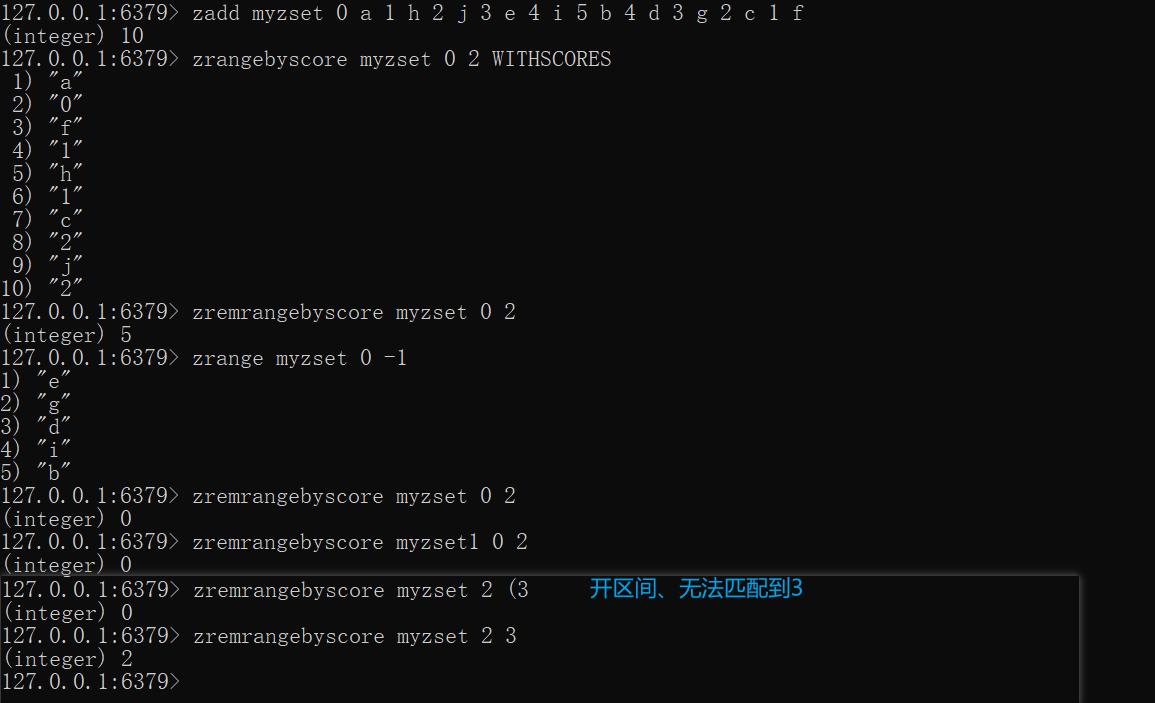 127.0.0.1:6379> zadd myzset 0 a 1 h 2 j 3 e 4 i 5 b 4 d 3 g 2 c 1 f
(integer) 10
127.0.0.1:6379> zrangebyscore myzset 0 2 WITHSCORES
1) "a"
2) "0"
3) "f"
4) "1"
5) "h"
6) "1"
7) "c"
8) "2"
9) "j"
10) "2"
127.0.0.1:6379> zremrangebyscore myzset 0 2
(integer) 5
127.0.0.1:6379> zrange myzset 0 -1
1) "e"
2) "g"
3) "d"
4) "i"
5) "b"
127.0.0.1:6379> zremrangebyscore myzset 0 2
(integer) 0
127.0.0.1:6379> zremrangebyscore myzset1 0 2
(integer) 0
127.0.0.1:6379> zremrangebyscore myzset 2 (3 开区间、无法匹配到3
(integer) 0
127.0.0.1:6379> zremrangebyscore myzset 2 3
(integer) 2
127.0.0.1:6379>